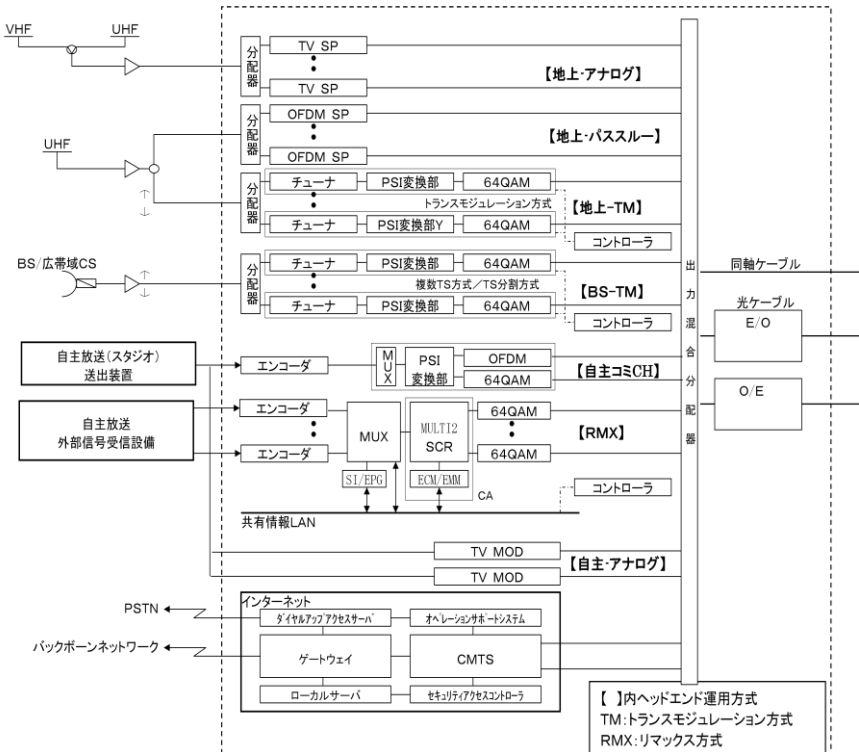 VHF UHF
分配器
TV SP
TV SP
【地上-アナログ】
UHF
分配器
OFDM SP
OFDM SP
【地上-パススルー】
分配器
チューナ PSI変換部 64QAM
トランスモジュレーション方式
チューナ PSI変換部Y 64QAM
【地上-TM】
コントローラ
BS/広帯域CS
分配器
チューナ PSI変換部 64QAM
複数TS方式／TS分割方式
チューナ PSI変換部 64QAM
【BS-TM】
コントローラ
出力混合分配器
同軸ケーブル
光ケーブル
E/O
O/E
自主放送(スタジオ)
送出装置
エンコーダ
MUX
PSI
変換部
OFDM
64QAM
【自主コミCH】
自主放送
外部信号受信設備
エンコーダ
エンコーダ
MUX
MULTI2
SCR
64QAM
64QAM
【RMX】
SI/EPG
ECM/EMM
CA
コントローラ
共有情報LAN
TV MOD
TV MOD
【自主-アナログ】
PSTN
バックボーンネットワーク
インターネット
ダイヤルアップアクセスサーバ オペレーションサポートシステム
ゲートウェイ CMTS
ローカルサーバ セキュリティアクセスコントローラ
【 】内ヘッドエンド運用方式
TM:トランスモジュレーション方式
RMX:リマックス方式